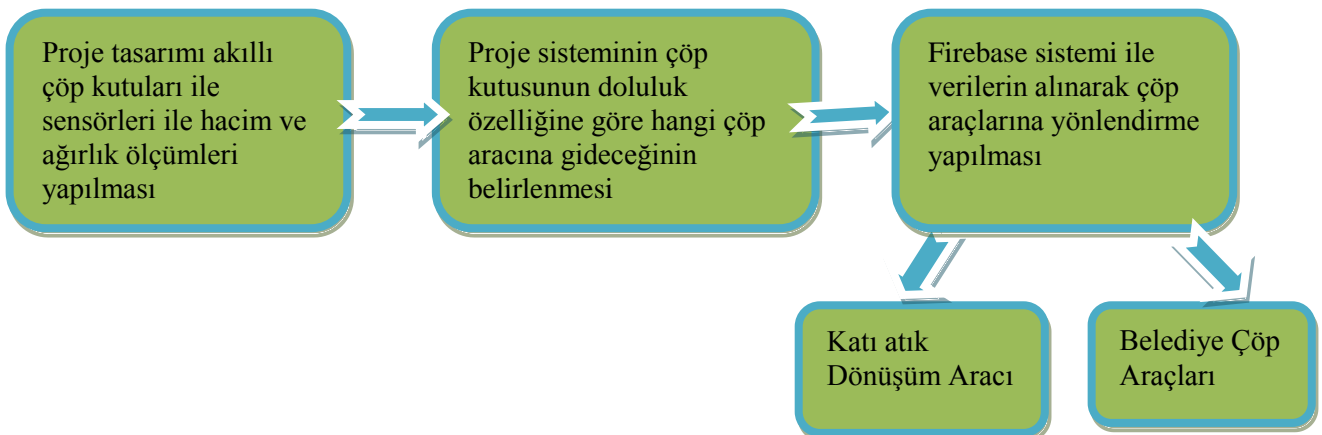 Proje tasarımı akıllı
çöp kutuları ile
sensörleri ile hacim ve
ağırlık ölçümleri
yapılması
Proje sisteminin çöp
kutusunun doluluk
özelliğine göre hangi çöp
aracına gideceğinin
belirlenmesi
Firebase sistemi ile
verilerin alınarak çöp
araçlarına yönlendirme
yapılması
Katı atık
Dönüşüm Aracı
Belediye Çöp
Araçları